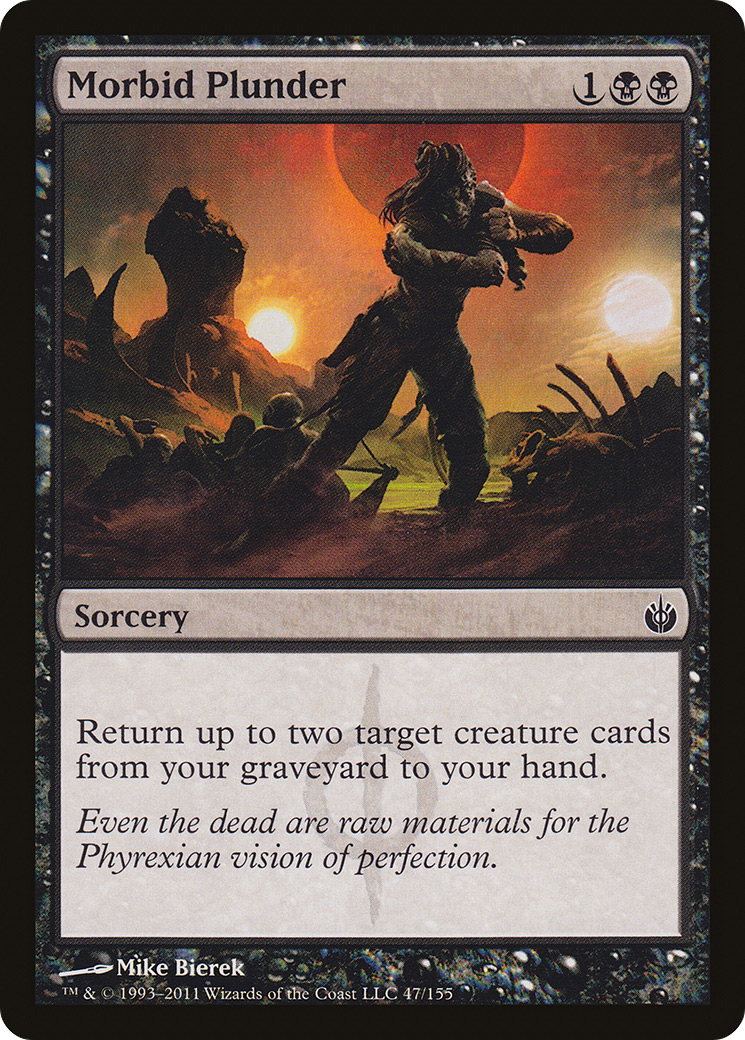 Morbid Plunder 1
Sorcery
Return up to two target creature cards
from your graveyard to your hand.
Even the dead are raw materials for the
Phyrexian vision of perfection.
Mike Bierek
™ & © 1993–2011 Wizards of the Coast LLC 47/155